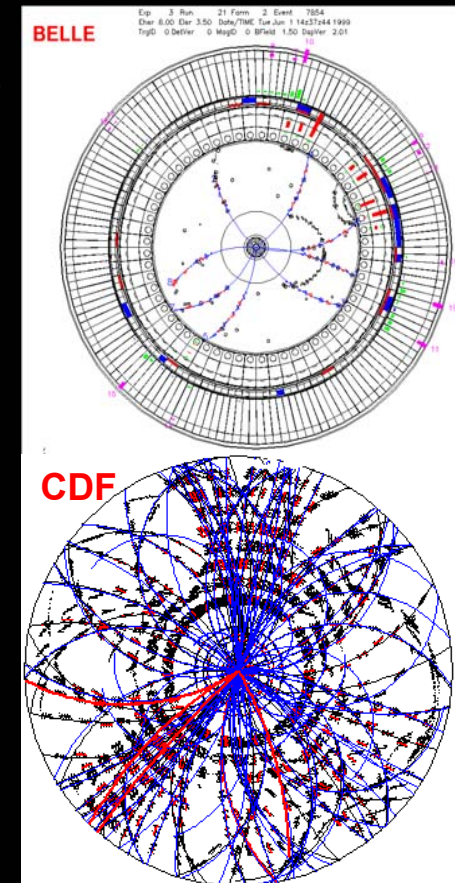 Exp 3 Run 21 Farm 2 Event 7854
BELLE
Eher 8.00 Eler 3.50 Date/TIME Tue Jun 1 14:37:44 1999
TrgID 0 DetVer 0 MagID 0 BField 1.50 DspVer 2.01
CDF